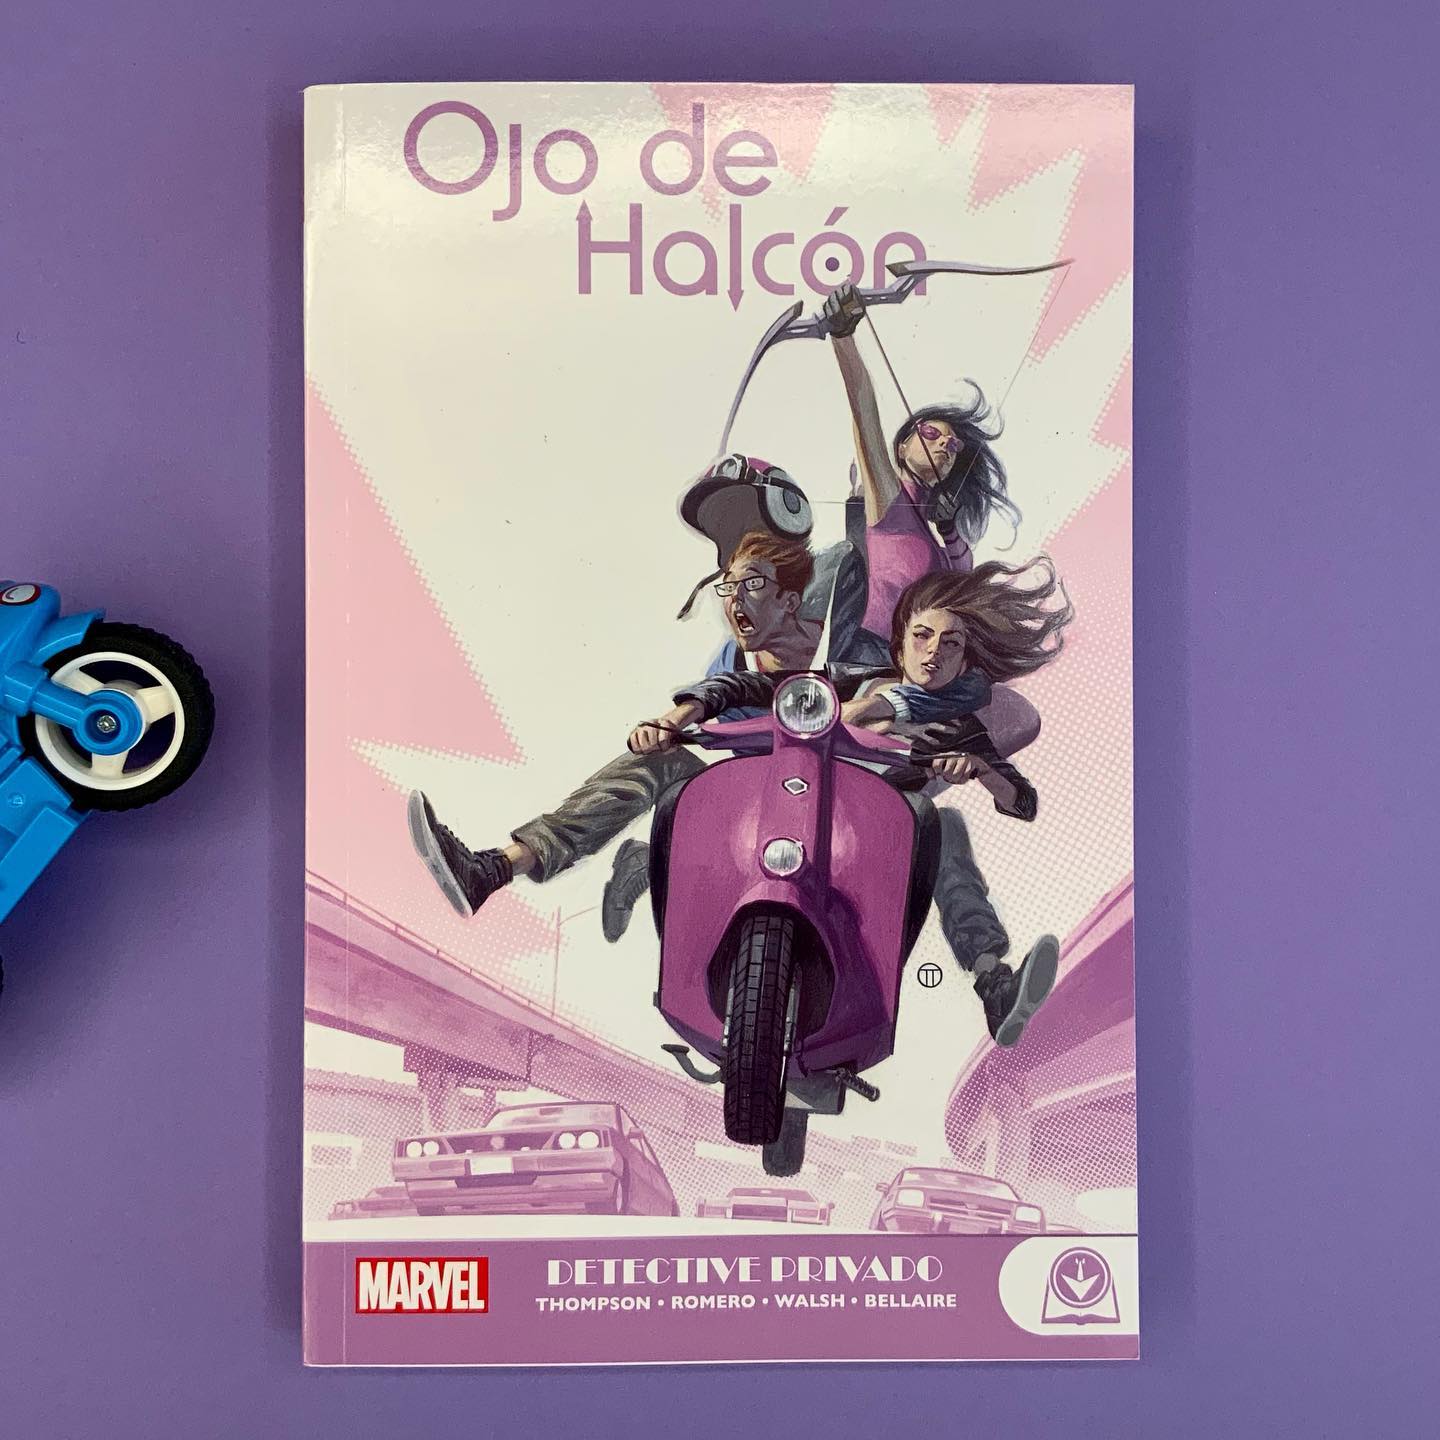 Ojo de
Halcón
MARVEL
DETECTIVE PRIVADO
THOMPSON • ROMERO • WALSH • BELLAIRE